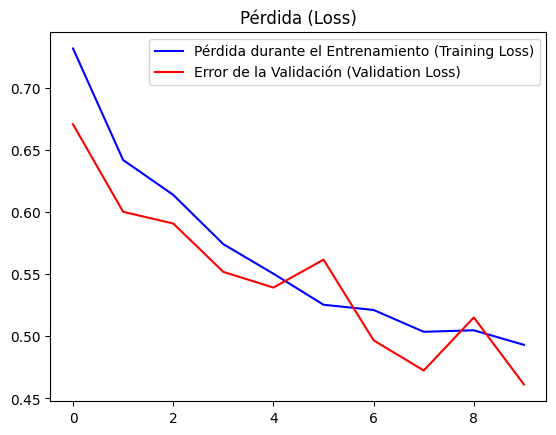 Pérdida (Loss)
Pérdida durante el Entrenamiento (Training Loss)
Error de la Validación (Validation Loss)
0.70
0.65
0.60
0.55
0.50
0.45
0 2 4 6 8